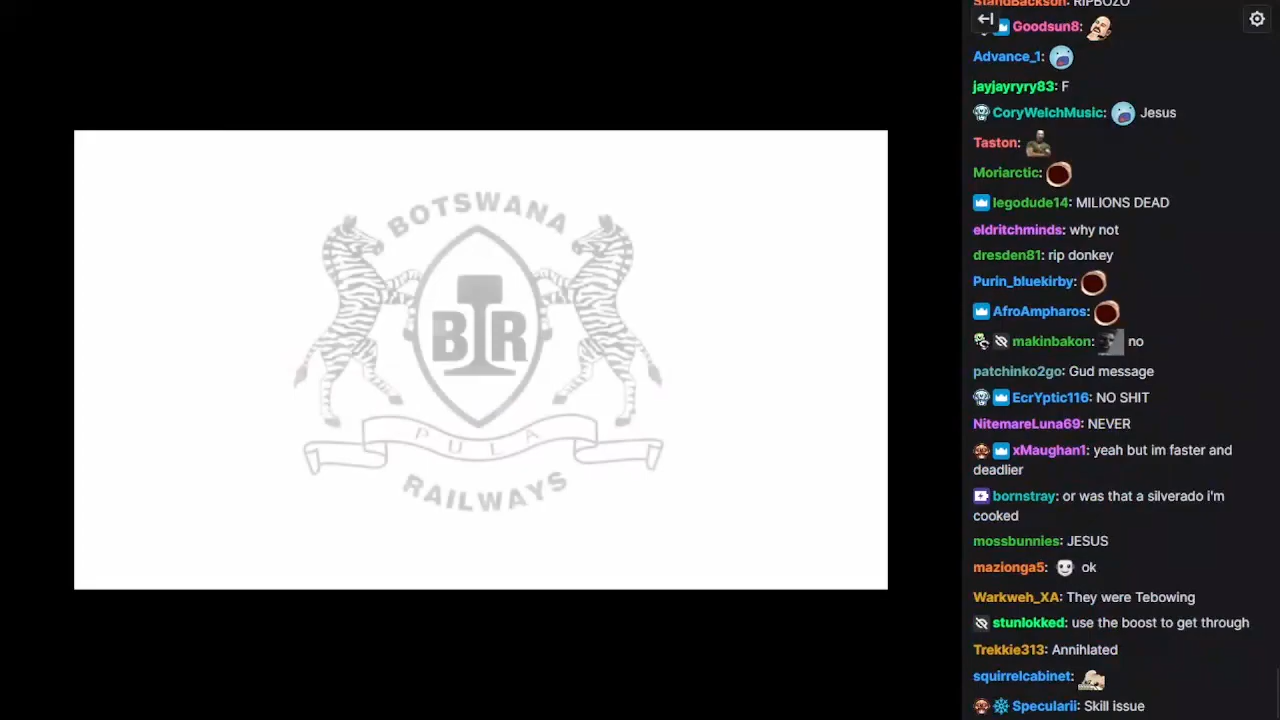 BOTSWANA
BIR
PULA
RAILWAYS
StandBackson: RIPBOZO
Goodsun8:
Advance_1:
jayjayryry83: F
CoryWelchMusic: Jesus
Taston:
Moriarctic:
legodude14: MILIONS DEAD
eldritchminds: why not
dresden81: rip donkey
Purin_bluekirby:
AfroAmpharos:
makinbakon: no
patchinko2go: Gud message
EcrYptic116: NO SHIT
NitemareLuna69: NEVER
xMaughan1: yeah but im faster and
deadlier
bornstray: or was that a silverado i'm
cooked
mossbunnies: JESUS
mazionga5: ok
Warkweh_XA: They were Tebowing
stunlokked: use the boost to get through
Trekkie313: Annihlated
squirrelcabinet:
Specularii: Skill issue